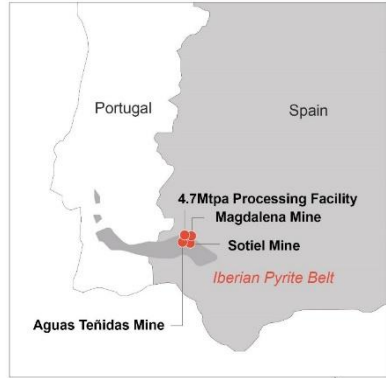 Portugal
Spain
4.7Mtpa Processing Facility
Magdalena Mine
Sotiel Mine
Iberian Pyrite Belt
Aguas Teñidas Mine